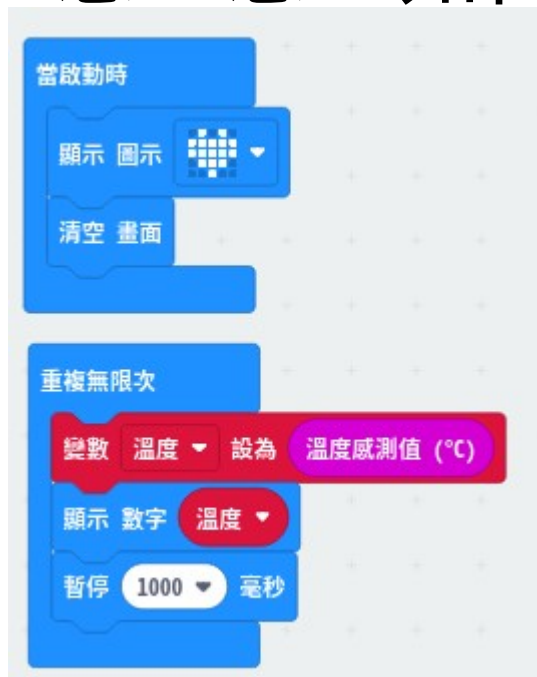 當啟動時
顯示 圖示
清空 畫面
重複無限次
變數 溫度 設為 溫度感測值 (°C)
顯示 數字 溫度
暫停 1000 毫秒